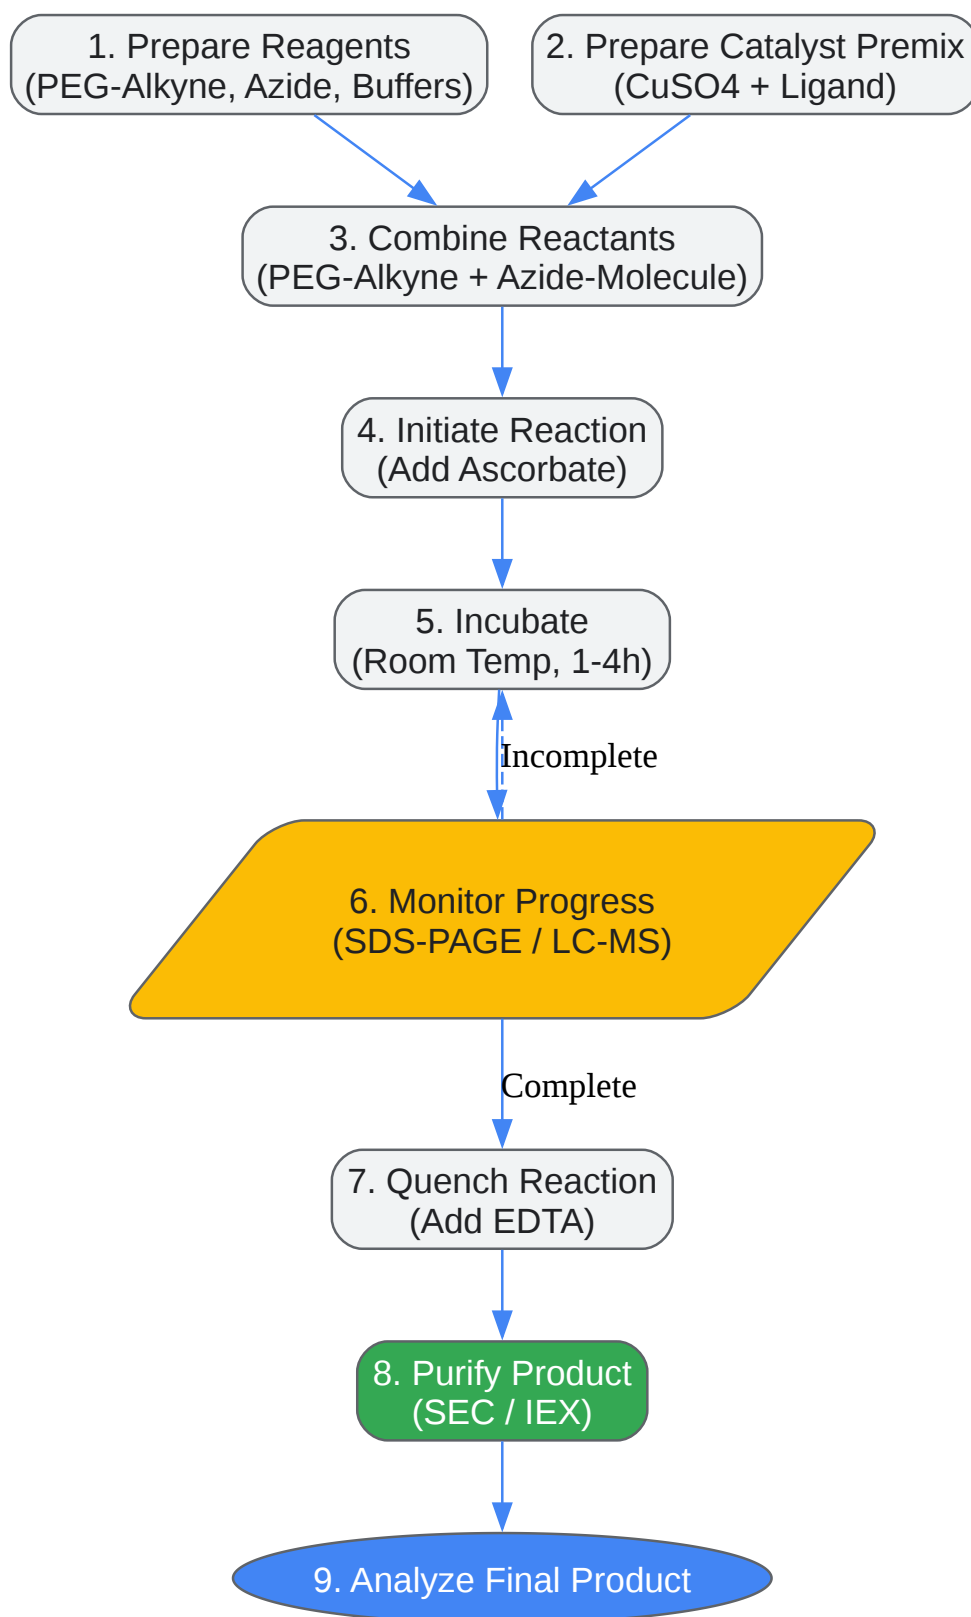 1. Prepare Reagents
(PEG-Alkyne, Azide, Buffers)
2. Prepare Catalyst Premix
(CuSO4 + Ligand)
3. Combine Reactants
(PEG-Alkyne + Azide-Molecule)
4. Initiate Reaction
(Add Ascorbate)
5. Incubate
(Room Temp, 1-4h)
Incomplete
6. Monitor Progress
(SDS-PAGE / LC-MS)
Complete
7. Quench Reaction
(Add EDTA)
8. Purify Product
(SEC / IEX)
9. Analyze Final Product